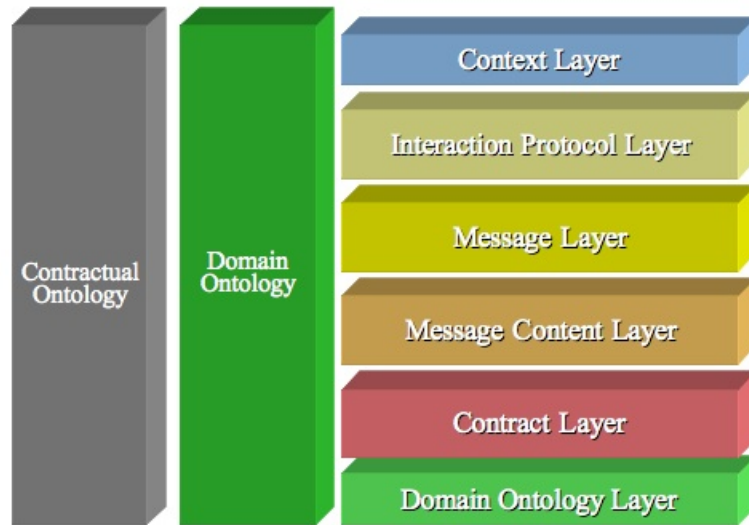 Contractual
Ontology
Domain
Ontology
Context Layer
Interaction Protocol Layer
Message Layer
Message Content Layer
Contract Layer
Domain Ontology Layer